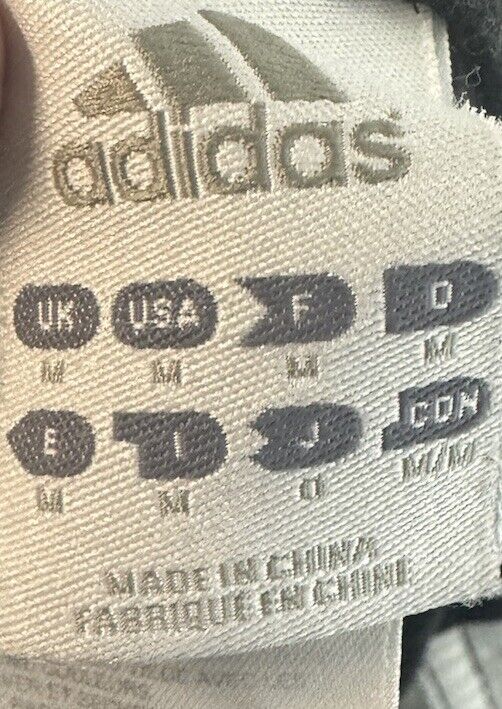 adidas
UK USA F D
M M M M
E I J CDN
M M O M/M
MADE IN CHINA
FABRIQUE EN CHINE